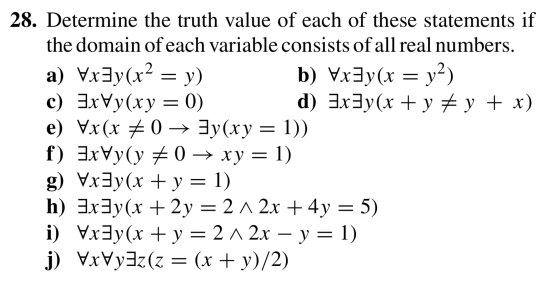 28. Determine the truth value of each of these statements if
the domain of each variable consists of all real numbers.
a) ∀x∃y(x² = y) b) ∀x∃y(x = y²)
c) ∃x∀y(xy = 0) d) ∃x∃y(x + y ≠ y + x)
e) ∀x(x ≠ 0 → ∃y(xy = 1))
f) ∃x∀y(y ≠ 0 → xy = 1)
g) ∀x∃y(x + y = 1)
h) ∃x∃y(x + 2y = 2 ∧ 2x + 4y = 5)
i) ∀x∃y(x + y = 2 ∧ 2x − y = 1)
j) ∀x∀y∃z(z = (x + y)/2)